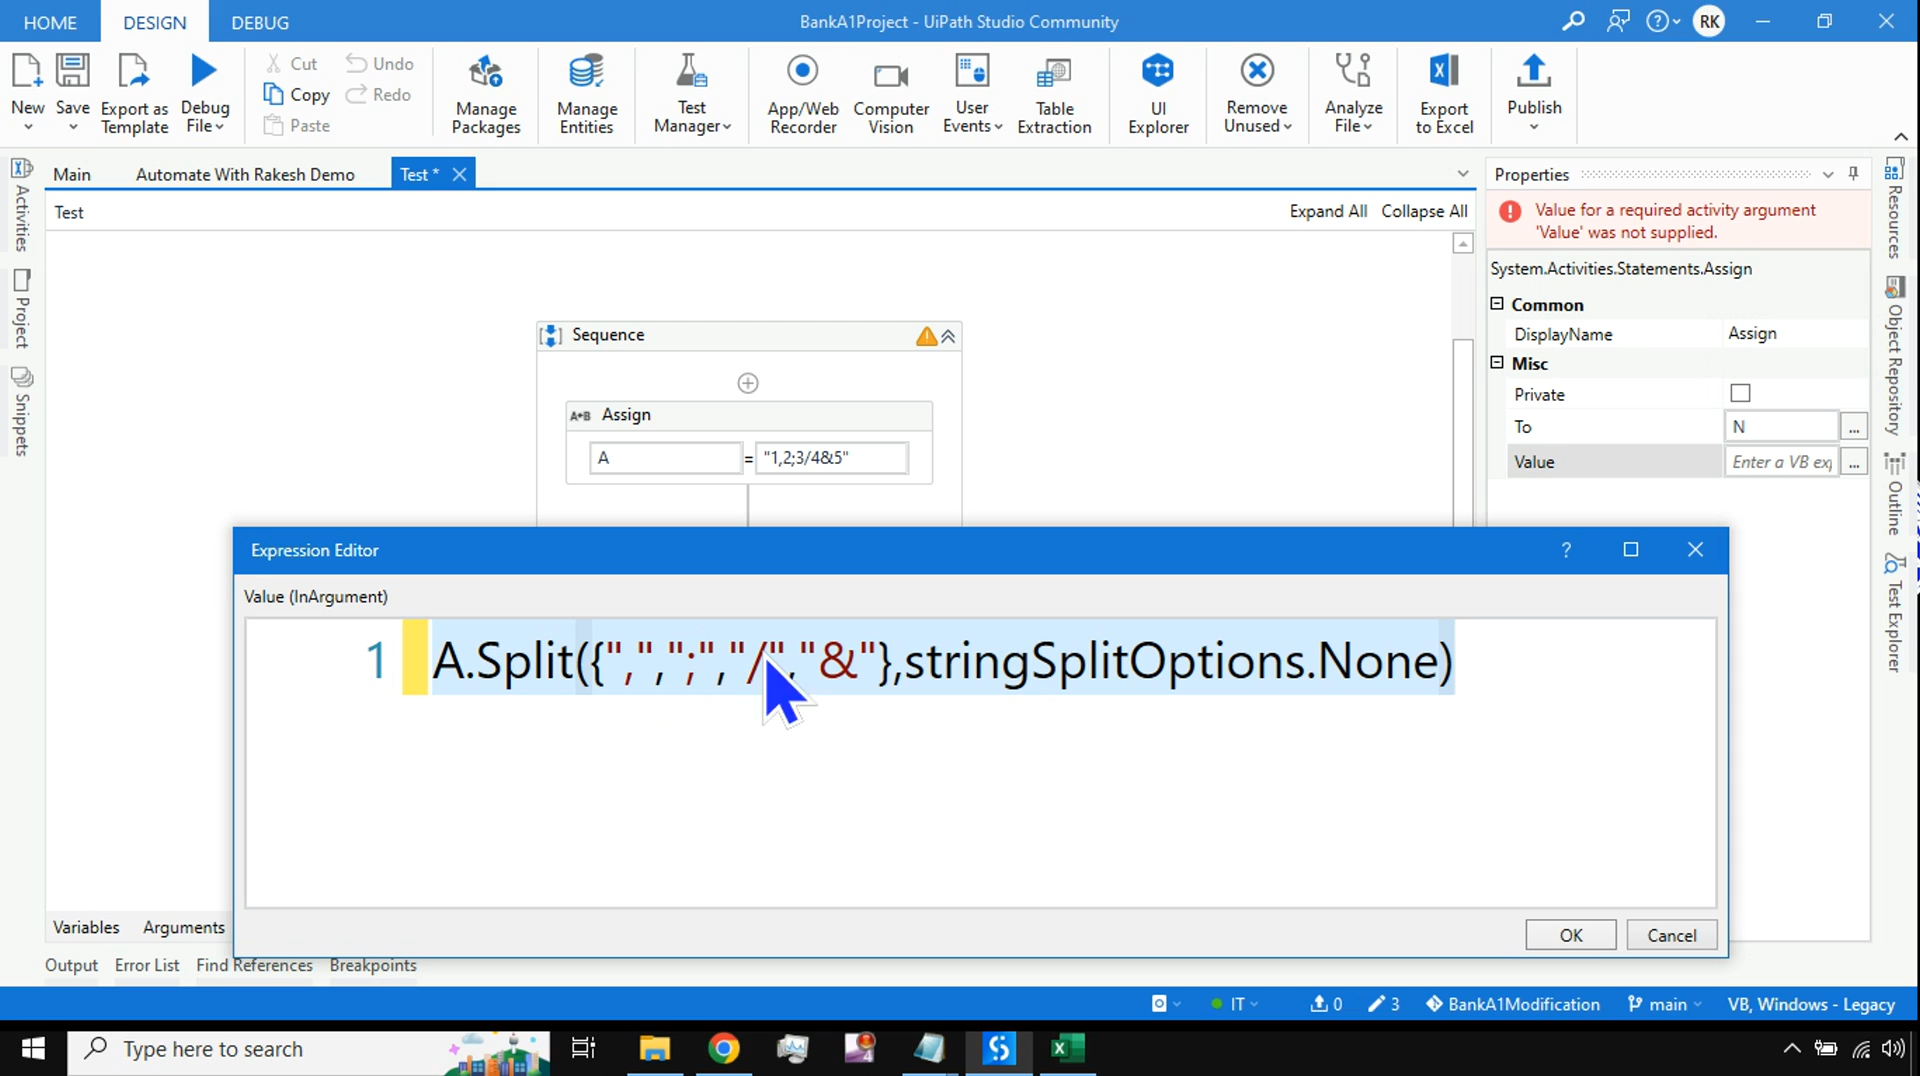 HOME DESIGN DEBUG BankA1Project - UiPath Studio Community RK
New Save Export as Template Debug File Cut Copy Paste Undo Redo Manage Packages Manage Entities Test Manager App/Web Recorder Computer Vision User Events Table Extraction UI Explorer Remove Unused Analyze File Export to Excel Publish
Main Automate With Rakesh Demo Test *
Test Expand All Collapse All
Activities
Project
Snippets
Sequence
A+B Assign
A = "1,2;3/4&5"
Properties
Value for a required activity argument
'Value' was not supplied.
System.Activities.Statements.Assign
Common
DisplayName Assign
Misc
Private
To N ...
Value Enter a VB exp ...
Resources
Object Repository
Outline
Test Explorer
Expression Editor ?
Value (InArgument)
1 A.Split({",",";","/","&"},stringSplitOptions.None)
OK Cancel
Variables Arguments
Output Error List Find References Breakpoints
IT 0 3 BankA1Modification main VB, Windows - Legacy
Type here to search